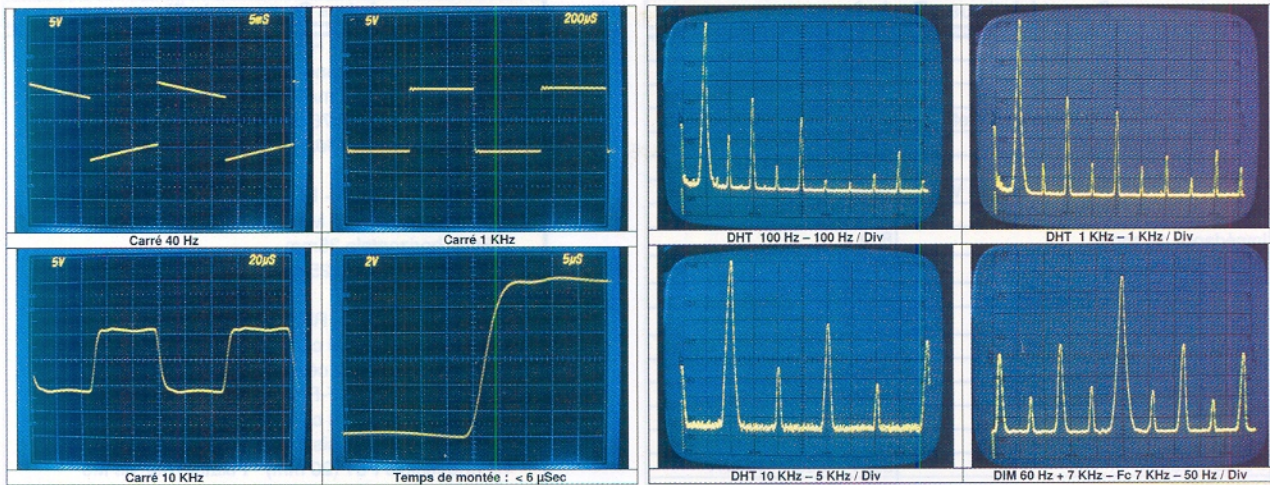 5V 5mS
5V 200µS
Carré 40 Hz
Carré 1 KHz
5V 20µS
2V 5µS
Carré 10 KHz
Temps de montée : < 6 µSec
DHT 100 Hz – 100 Hz / Div
DHT 1 KHz – 1 KHz / Div
DHT 10 KHz – 5 KHz / Div
DIM 60 Hz + 7 KHz – Fc 7 KHz – 50 Hz / Div